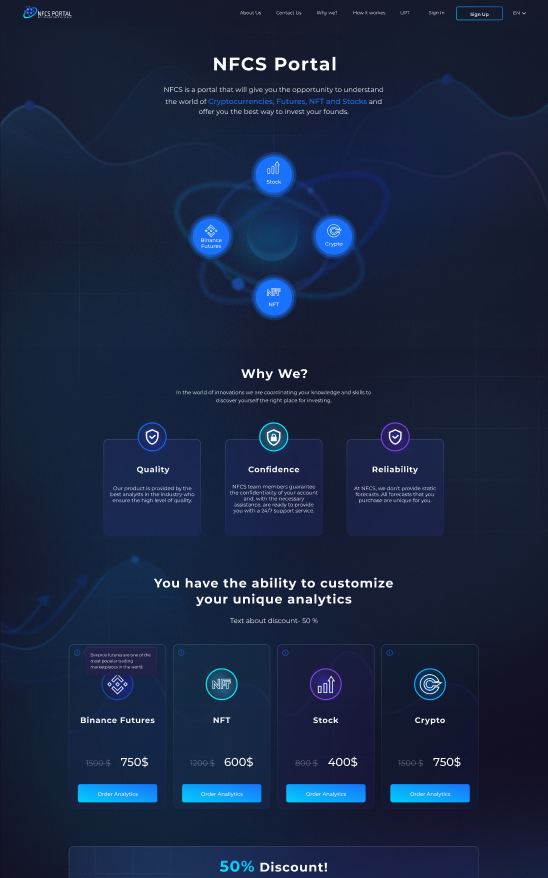 NFCS PORTAL
About Us Contact Us Why we? How it workes UPT Sign In Sign Up EN
NFCS Portal
NFCS is a portal that will give you the opportunity to understand
the world of Cryptocurrencies, Futures, NFT and Stocks and
offer you the best way to invest your founds.
Stock
Binance
Futures
Crypto
NFT
NFT
Why We?
In the world of innovations we are coordinating your knowledge and skills to
discover yourself the right place for investing.
Quality
Our product is provided by the
best analysts in the industry who
ensure the high level of quality.
Confidence
NFCS team members guarantee
the confidentiality of your account
and, with the necessary
assistance, are ready to provide
you with a 24/7 support service.
Reliability
At NFCS, we don't provide static
forecasts. All forecasts that you
purchase are unique for you.
You have the ability to customize
your unique analytics
Text about discount- 50 %
Binance futures are one of the
most popular trading
marketplaces in the world
Binance Futures
1500 $ 750$
Order Analytics
NFT
NFT
1200 $ 600$
Order Analytics
Stock
800 $ 400$
Order Analytics
Crypto
1500 $ 750$
Order Analytics
50% Discount!